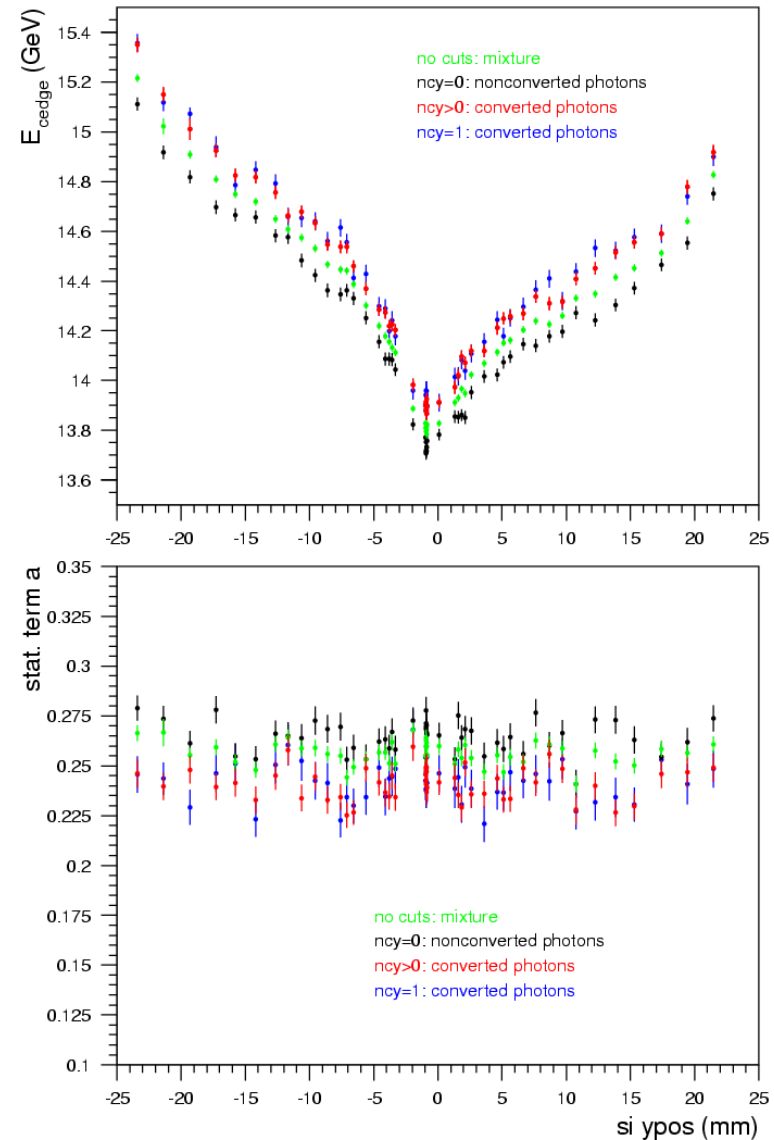 E_cedge (GeV)
15.4
15.2
15
14.8
14.6
14.4
14.2
14
13.8
13.6
no cuts: mixture
ncy=0: nonconverted photons
ncy>0: converted photons
ncy=1: converted photons
-25 -20 -15 -10 -5 0 5 10 15 20 25
stat. term a
0.35
0.325
0.3
0.275
0.25
0.225
0.2
0.175
0.15
0.125
0.1
no cuts: mixture
ncy=0: nonconverted photons
ncy>0: converted photons
ncy=1: converted photons
-25 -20 -15 -10 -5 0 5 10 15 20 25
si ypos (mm)